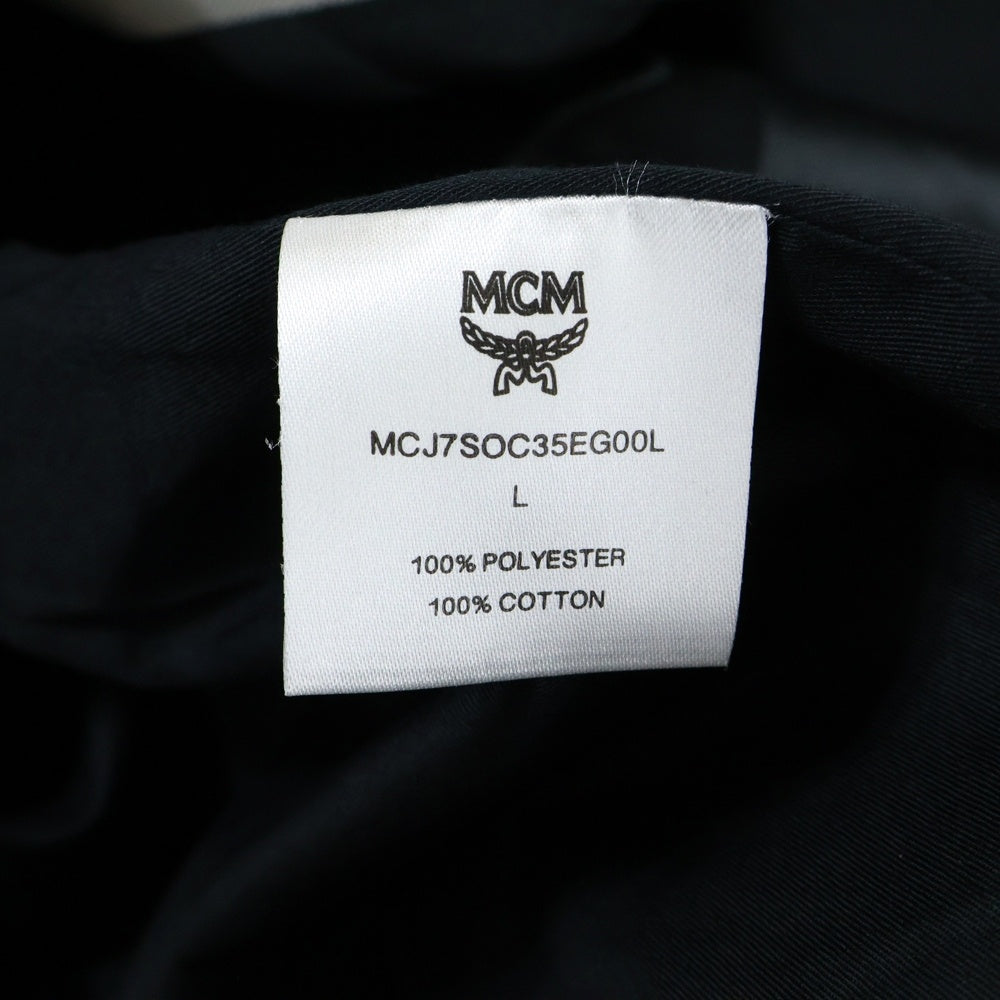 MCM
MCJ7SOC35EG00L
L
100% POLYESTER
100% COTTON